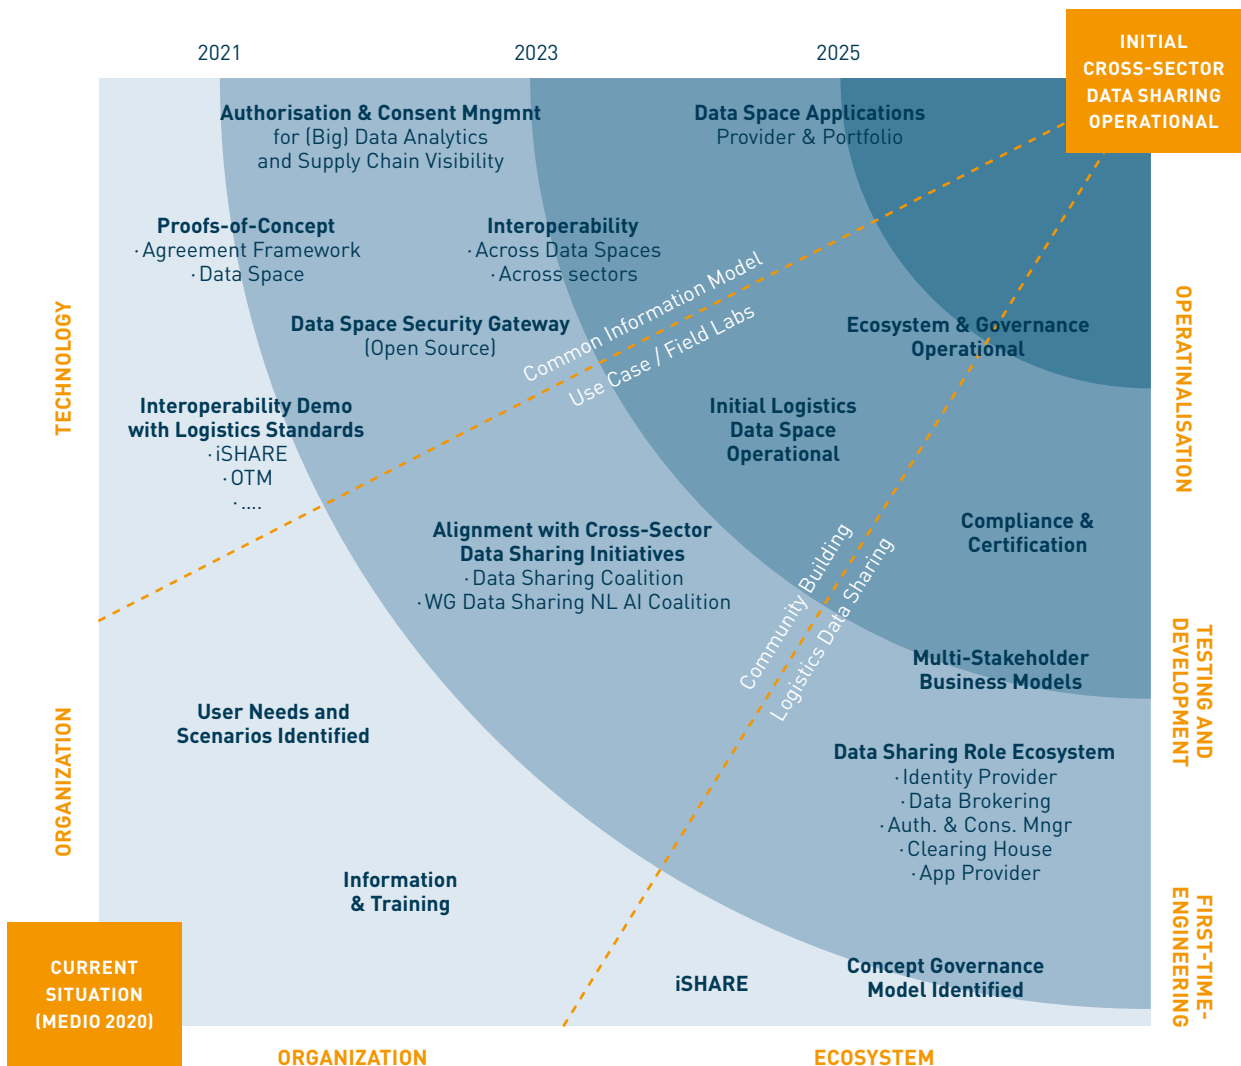 2021
2023
2025
INITIAL
CROSS-SECTOR
DATA SHARING
OPERATIONAL
Authorisation & Consent Mngmnt
for (Big) Data Analytics
and Supply Chain Visibility
Data Space Applications
Provider & Portfolio
Proofs-of-Concept
· Agreement Framework
· Data Space
Interoperability
· Across Data Spaces
· Across sectors
Data Space Security Gateway
(Open Source)
Common Information Model
Use Case / Field Labs
Ecosystem & Governance
Operational
TECHNOLOGY
OPERATINALISATION
Interoperability Demo
with Logistics Standards
· iSHARE
· OTM
· ....
Initial Logistics
Data Space
Operational
Alignment with Cross-Sector
Data Sharing Initiatives
· Data Sharing Coalition
· WG Data Sharing NL AI Coalition
Compliance &
Certification
Community Building
Logistics Data Sharing
Multi-Stakeholder
Business Models
TESTING AND
DEVELOPMENT
ORGANIZATION
User Needs and
Scenarios Identified
Data Sharing Role Ecosystem
· Identity Provider
· Data Brokering
· Auth. & Cons. Mngr
· Clearing House
· App Provider
Information
& Training
FIRST-TIME-
ENGINEERING
iSHARE
Concept Governance
Model Identified
CURRENT
SITUATION
(MEDIO 2020)
ORGANIZATION
ECOSYSTEM